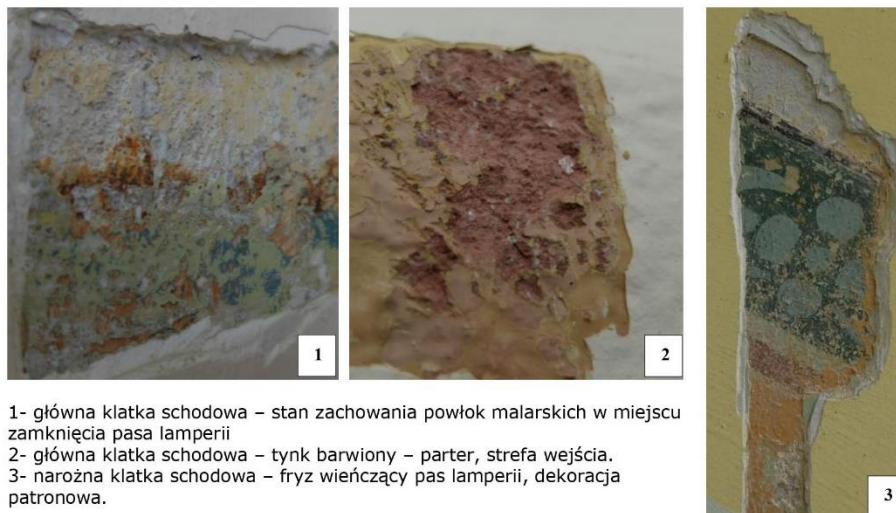 1
2
3
1- główna klatka schodowa – stan zachowania powłok malarskich w miejscu
zamknięcia pasa lamperii
2- główna klatka schodowa – tynk barwiony – parter, strefa wejścia.
3- narożna klatka schodowa – fryz wieńczący pas lamperii, dekoracja
patronowa.